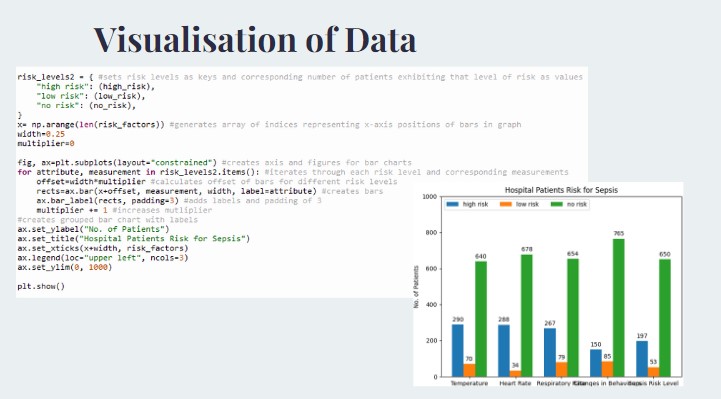 Visualisation of Data
risk_levels2 = { #sets risk levels as keys and corresponding number of patients exhibiting that level of risk as values
"high risk": (high_risk),
"low risk": (low_risk),
"no risk": (no_risk),
}
x= np.arange(len(risk_factors)) #generates array of indices representing x-axis positions of bars in graph
width=0.25
multiplier=0
fig, ax=plt.subplots(layout="constrained") #creates axis and figures for bar charts
for attribute, measurement in risk_levels2.items(): #iterates through each risk level and corresponding measurements
offset=width*multiplier #calculates offset of bars for different risk levels
rects=ax.bar(x+offset, measurement, width, label=attribute)
ax.bar_label(rects, padding=3) #adds labels and padding of 3
multiplier += 1 #increases mutliplier
#creates grouped bar chart with labels
ax.set_ylabel("No. of Patients")
ax.set_title("Hospital Patients Risk for Sepsis")
ax.set_xticks(x+width, risk_factors)
ax.legend(loc="upper left", ncols=3)
ax.set_ylim(0, 1000)
plt.show()
Hospital Patients Risk for Sepsis
high risk low risk no risk
No. of Patients
1000
800
600
400
200
0
290 70 640
288 34 678
267 79 654
150 85 765
197 53 650
Temperature Heart Rate Respiratory in Behaviour Risk Level